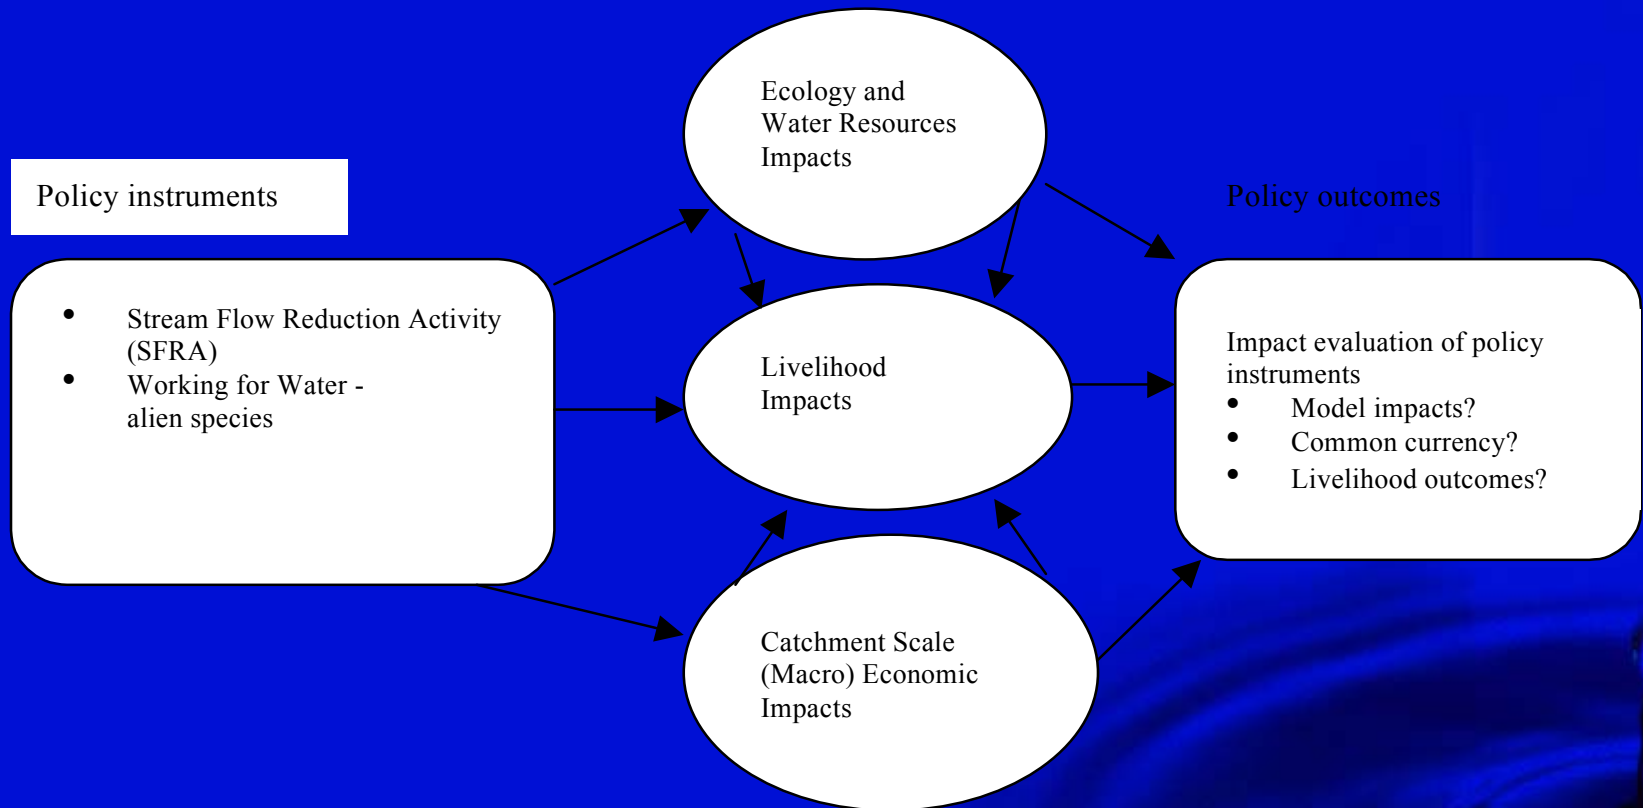 Policy instruments
• Stream Flow Reduction Activity
(SFRA)
• Working for Water -
alien species
Ecology and
Water Resources
Impacts
Livelihood
Impacts
Catchment Scale
(Macro) Economic
Impacts
Policy outcomes
Impact evaluation of policy
instruments
• Model impacts?
• Common currency?
• Livelihood outcomes?